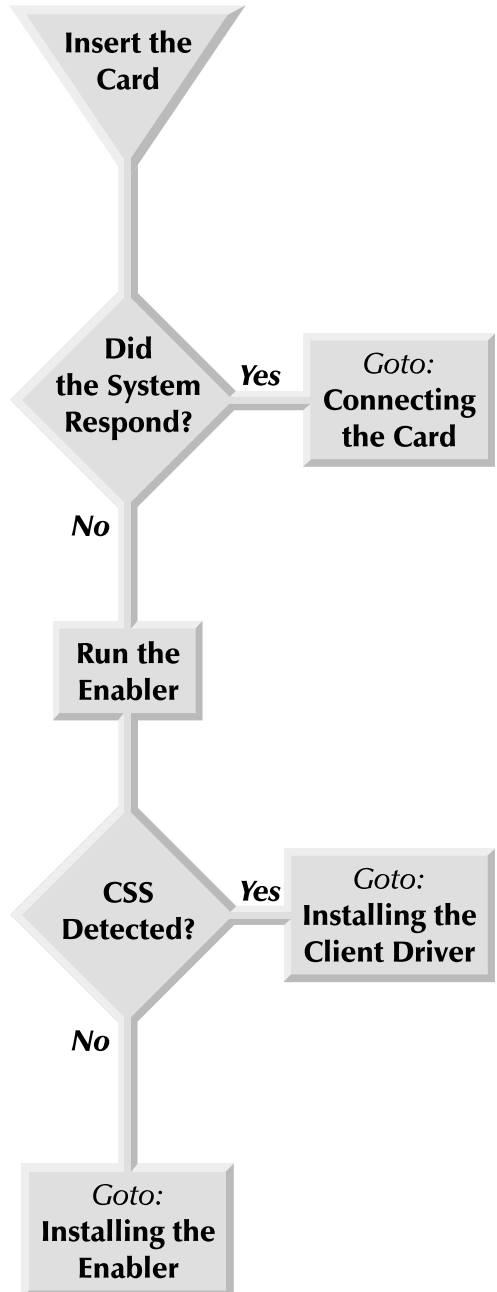 Insert the
Card
Did
the System
Respond?
Yes
Goto:
Connecting
the Card
No
Run the
Enabler
CSS
Detected?
Yes
Goto:
Installing the
Client Driver
No
Goto:
Installing the
Enabler